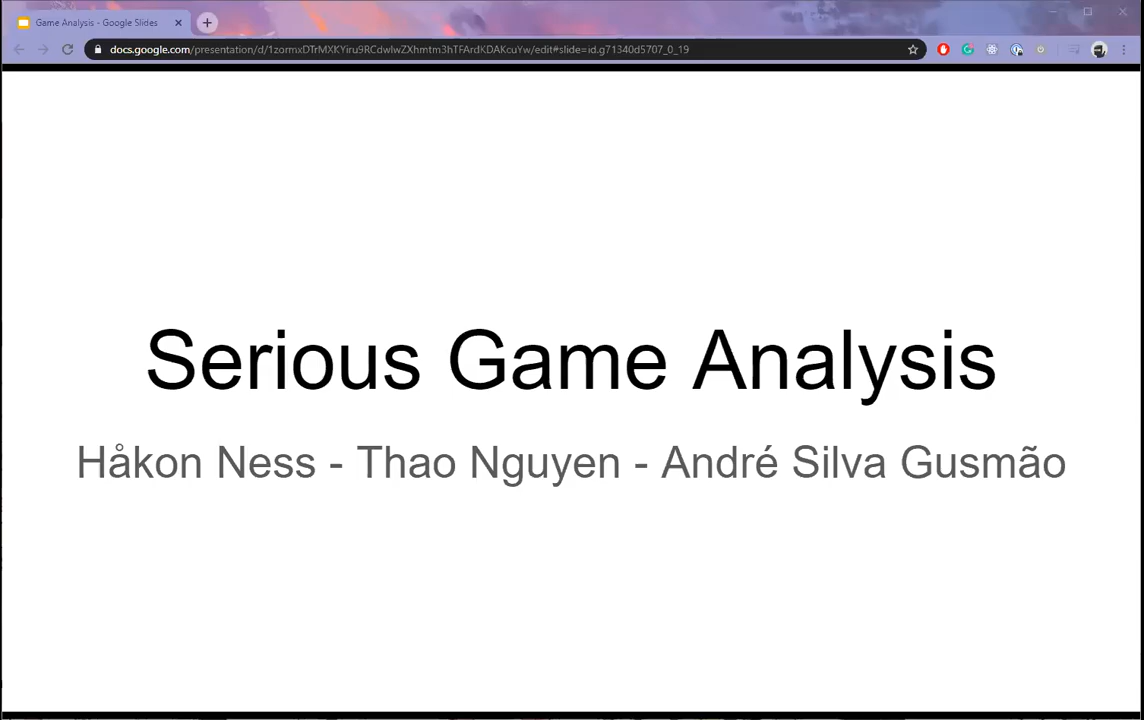 Game Analysis - Google Slides
docs.google.com/presentation/d/1zormxDTrMXKYiru9RCdwlwZXhmtm3hTFArdKDAKcuYw/edit#slide=id.g71340d5707_0_19
Serious Game Analysis
Håkon Ness - Thao Nguyen - André Silva Gusmão